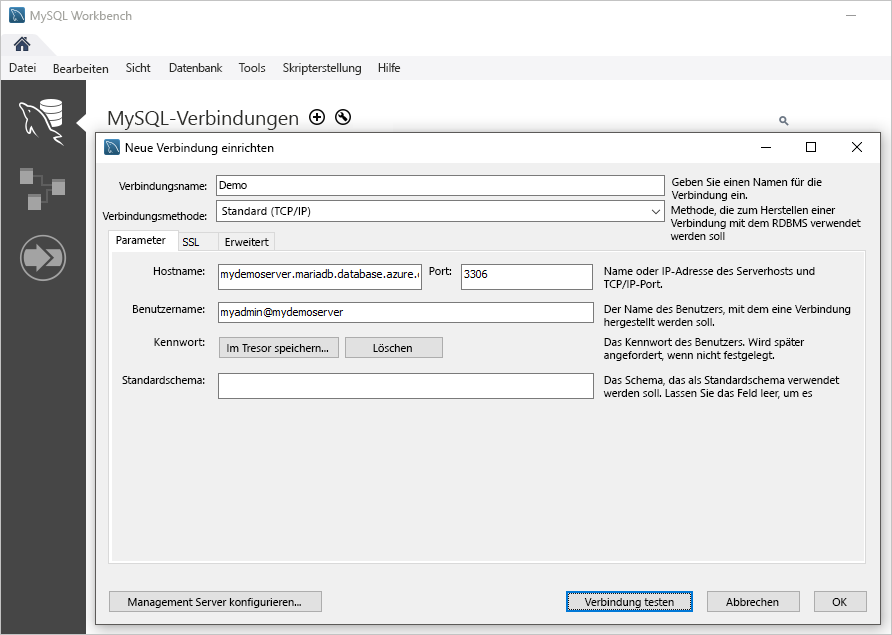 MySQL Workbench
Datei Bearbeiten Sicht Datenbank Tools Skripterstellung Hilfe
MySQL-Verbindungen
Neue Verbindung einrichten
Verbindungsname: Demo
Geben Sie einen Namen für die
Verbindung ein.
Verbindungsmethode: Standard (TCP/IP)
Methode, die zum Herstellen einer
Verbindung mit dem RDBMS verwendet
werden soll
Parameter SSL Erweitert
Hostname: mydemoserver.mariadb.database.azure. Port: 3306
Name oder IP-Adresse des Serverhosts und
TCP/IP-Port.
Benutzername: myadmin@mydemoserver
Der Name des Benutzers, mit dem eine Verbindung
hergestellt werden soll.
Kennwort: Im Tresor speichern... Löschen
Das Kennwort des Benutzers. Wird später
angefordert, wenn nicht festgelegt.
Standardschema:
Das Schema, das als Standardschema verwendet
werden soll. Lassen Sie das Feld leer, um es
Management Server konfigurieren... Verbindung testen Abbrechen OK